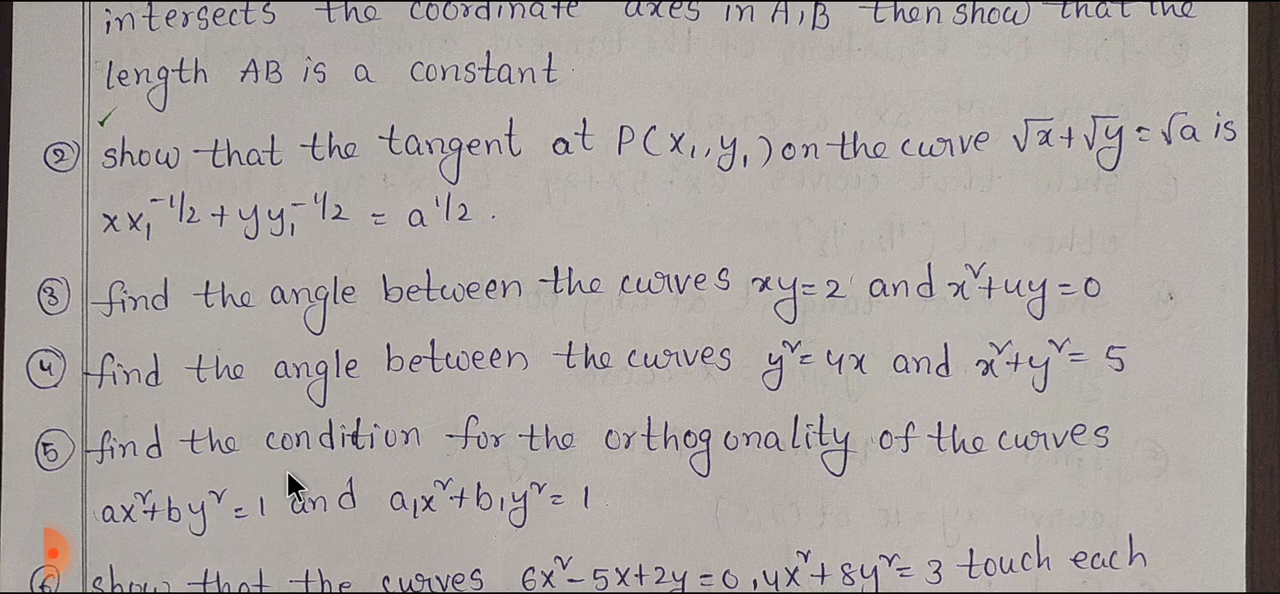 intersects the coordinate axes in A,B then show that the
length AB is a constant
② show that the tangent at P(x₁,y₁) on the curve √x+√y=√a is
xx₁^-1/2 + yy₁^-1/2 = a^1/2.
③ find the angle between the curves xy=2 and x²+4y=0
④ find the angle between the curves y²=4x and x²+y²=5
⑤ find the condition for the orthogonality of the curves
ax²+by²=1 and a₁x²+b₁y²=1.
⑥ show that the curves 6x²-5x+2y=0, 4x²+8y²=3 touch each